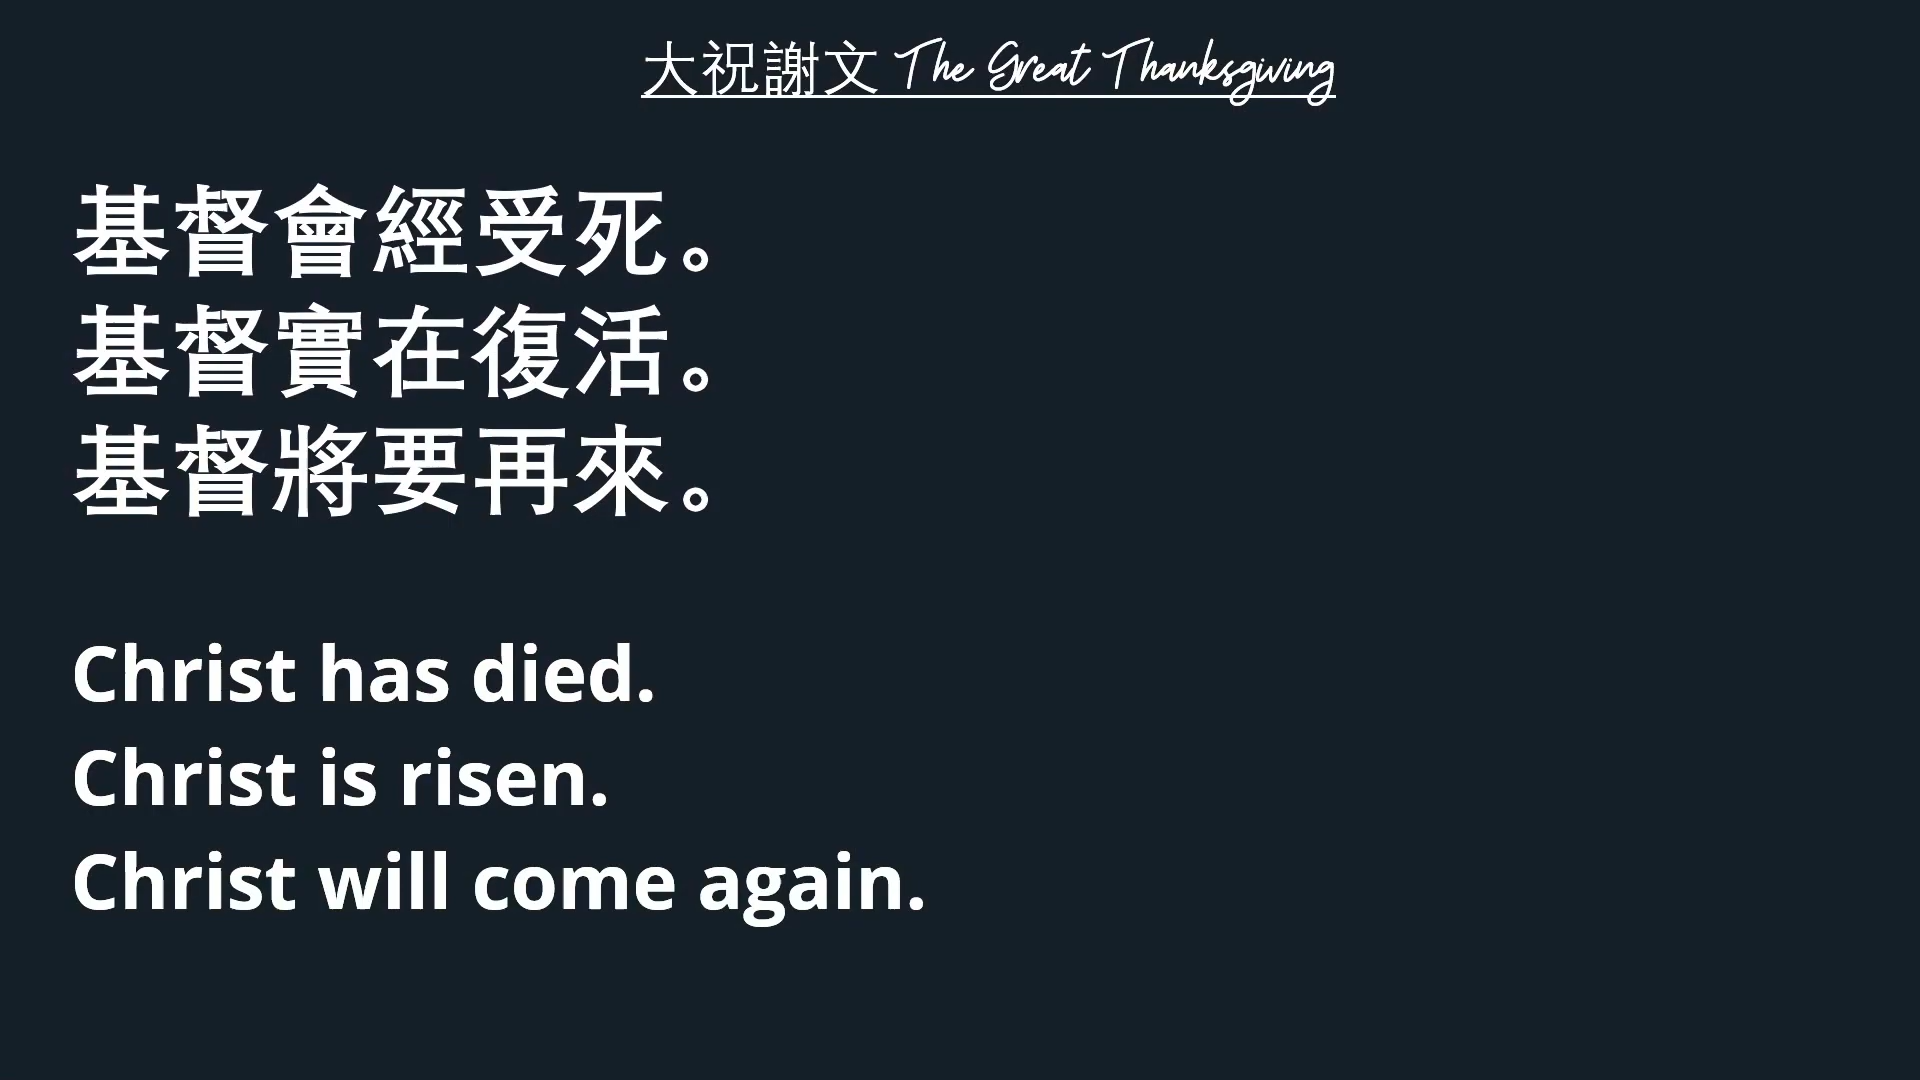 大祝謝文 The Great Thanksgiving
基督會經受死。
基督實在復活。
基督將要再來。
Christ has died.
Christ is risen.
Christ will come again.